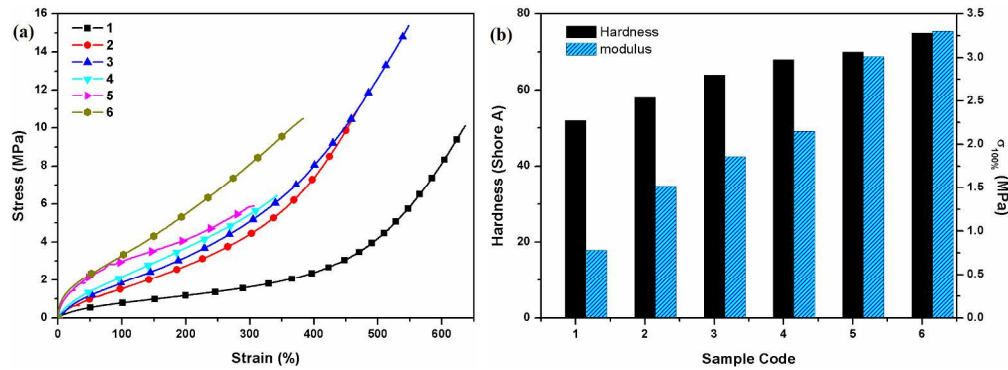 (a)
1
2
3
4
5
6
16
14
12
10
8
6
4
2
0
Stress (MPa)
0 100 200 300 400 500 600
Strain (%)
(b)
Hardness
modulus
80
60
40
20
0
Hardness (Shore A)
3.5
3.0
2.5
2.0
1.5
1.0
0.5
0.0
σ100% (MPa)
1 2 3 4 5 6
Sample Code